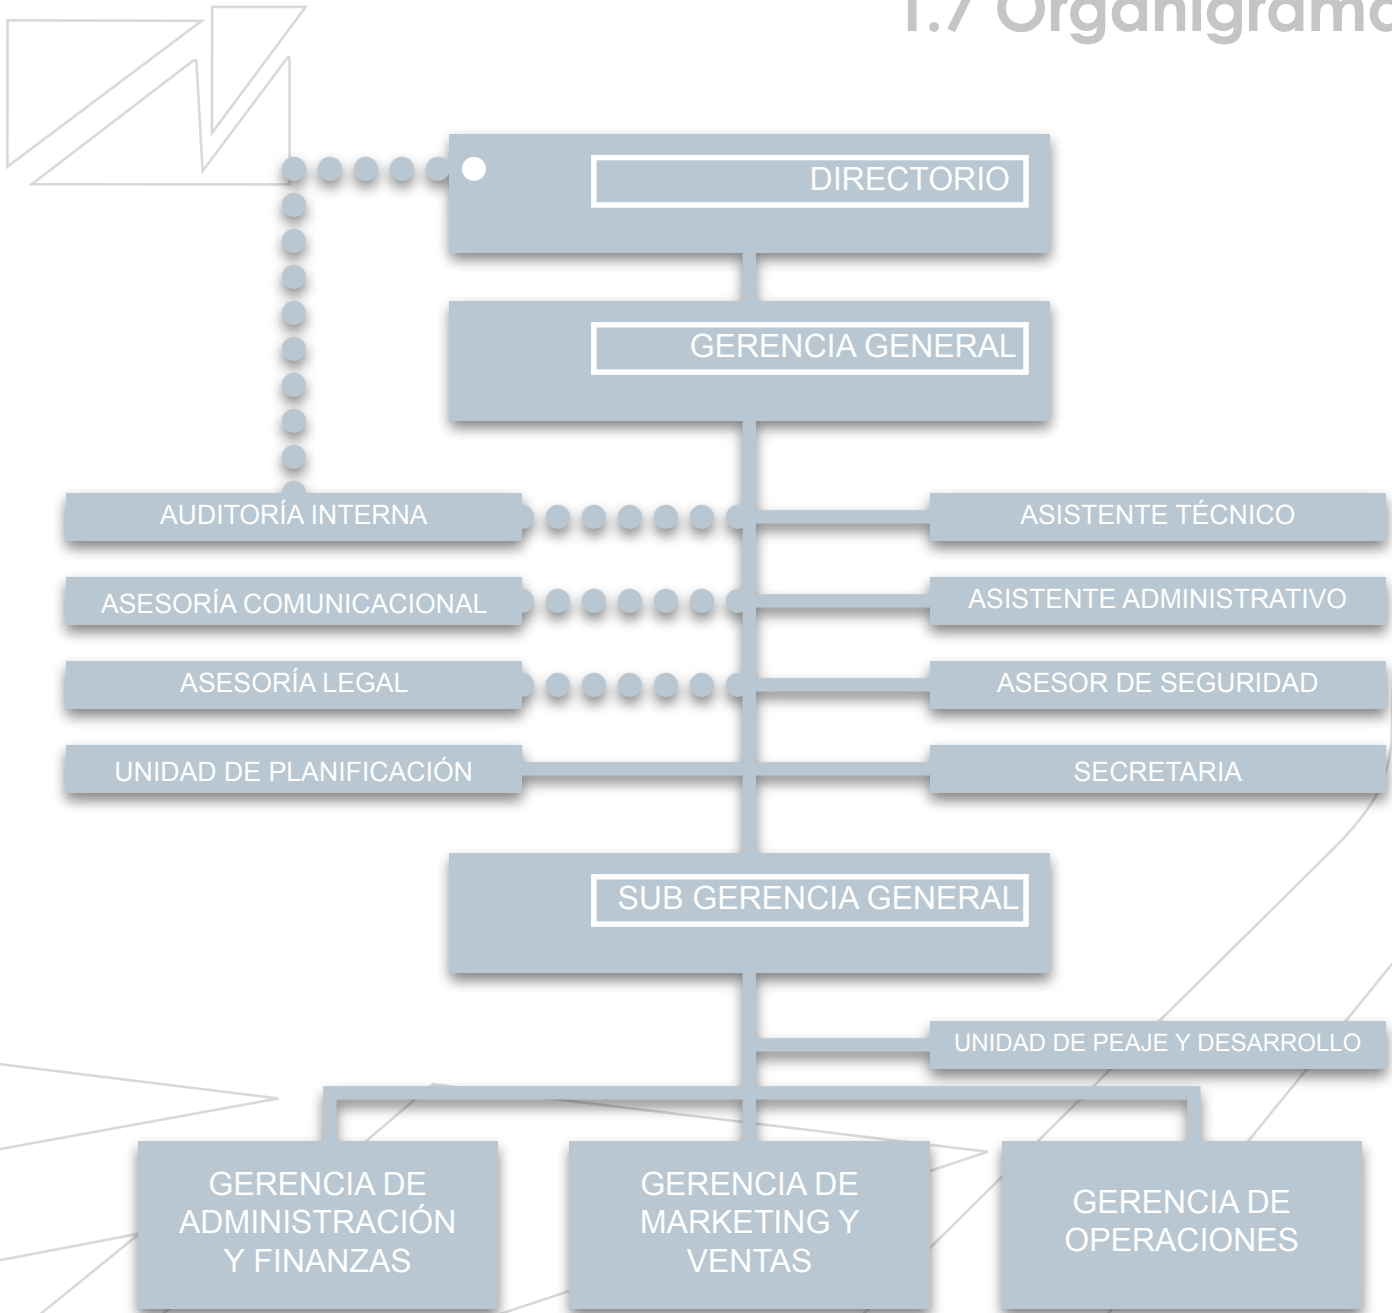 1.7 Organigrama
DIRECTORIO
GERENCIA GENERAL
AUDITORÍA INTERNA
ASISTENTE TÉCNICO
ASESORÍA COMUNICACIONAL
ASISTENTE ADMINISTRATIVO
ASESORÍA LEGAL
ASESOR DE SEGURIDAD
UNIDAD DE PLANIFICACIÓN
SECRETARIA
SUB GERENCIA GENERAL
UNIDAD DE PEAJE Y DESARROLLO
GERENCIA DE
ADMINISTRACIÓN
Y FINANZAS
GERENCIA DE
MARKETING Y
VENTAS
GERENCIA DE
OPERACIONES